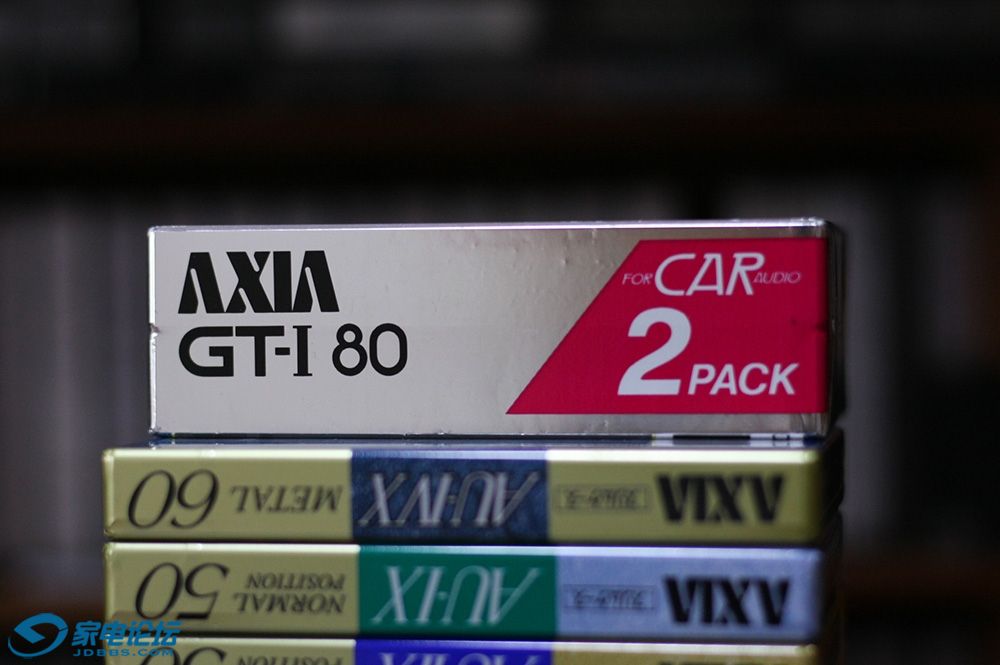 AXIA
GT-I 80
FOR CAR AUDIO
2 PACK
AXIA AU-IVX METAL 60
AXIA AU-IX NORMAL POSITION 50
家电论坛
JDBBS.COM